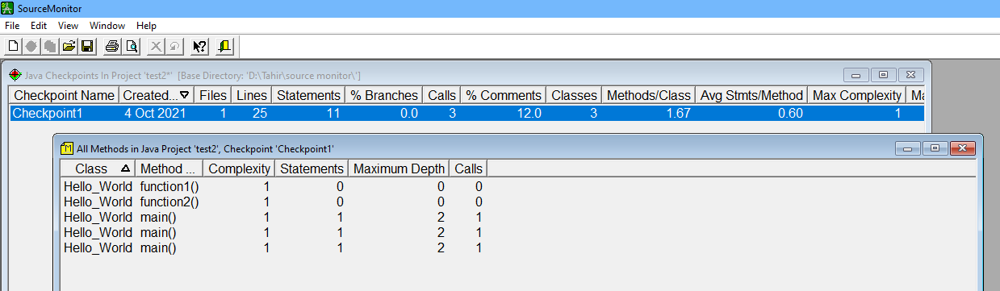 SourceMonitor
File Edit View Window Help
Java Checkpoints In Project 'test2*' [Base Directory: 'D:\Tahir\source monitor\']
Checkpoint Name Created... Files Lines Statements % Branches Calls % Comments Classes Methods/Class Avg Stmts/Method Max Complexity
Checkpoint1 4 Oct 2021 1 25 11 0.0 3 12.0 3 1.67 0.60 1
All Methods in Java Project 'test2', Checkpoint 'Checkpoint1'
Class Method ... Complexity Statements Maximum Depth Calls
Hello_World function1() 1 0 0 0
Hello_World function2() 1 0 0 0
Hello_World main() 1 1 2 1
Hello_World main() 1 1 2 1
Hello_World main() 1 1 2 1